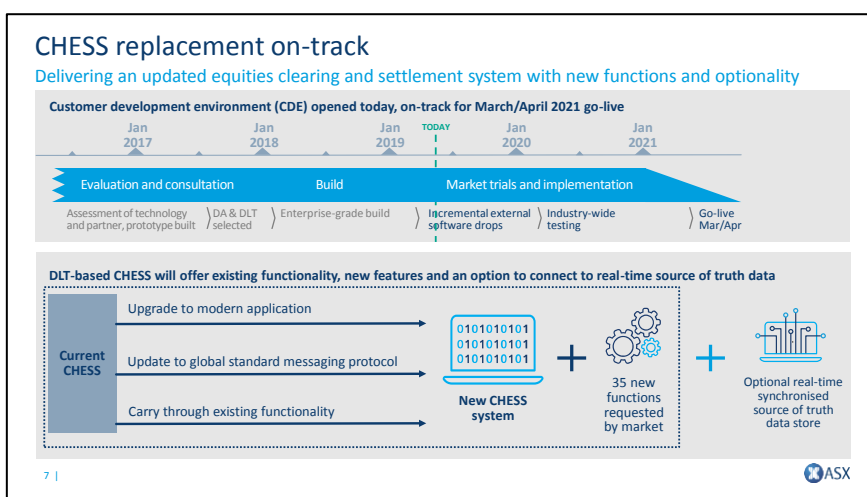 CHESS replacement on-track
Delivering an updated equities clearing and settlement system with new functions and optionality
Customer development environment (CDE) opened today, on-track for March/April 2021 go-live
Jan 2017
Jan 2018
Jan 2019
TODAY
Jan 2020
Jan 2021
Evaluation and consultation
Build
Market trials and implementation
Assessment of technology
and partner, prototype built
DA & DLT
selected
Enterprise-grade build
Incremental external
software drops
Industry-wide
testing
Go-live
Mar/Apr
DLT-based CHESS will offer existing functionality, new features and an option to connect to real-time source of truth data
Current
CHESS
Upgrade to modern application
Update to global standard messaging protocol
Carry through existing functionality
0101010101
0101010101
0101010101
New CHESS
system
+
35 new
functions
requested
by market
+
Optional real-time
synchronised
source of truth
data store
7 |
ASX